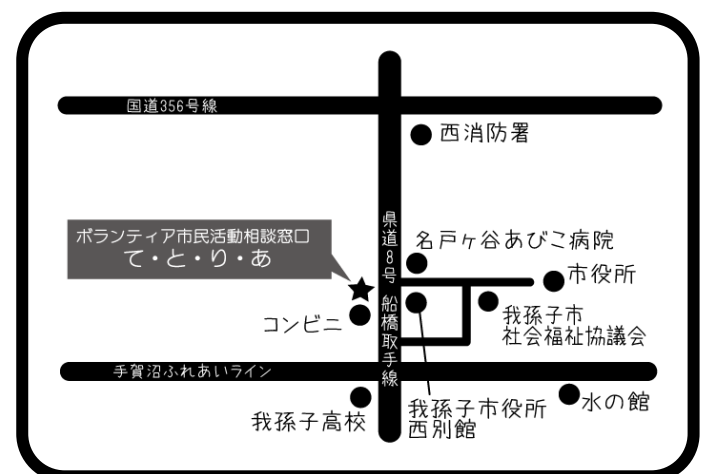 国道356号線
西消防署
県道8号 船橋取手線
ボランティア市民活動相談窓口
て・と・り・あ
名戸ヶ谷あびこ病院
市役所
コンビニ
我孫子市
社会福祉協議会
手賀沼ふれあいライン
我孫子高校
我孫子市役所
西別館
水の館